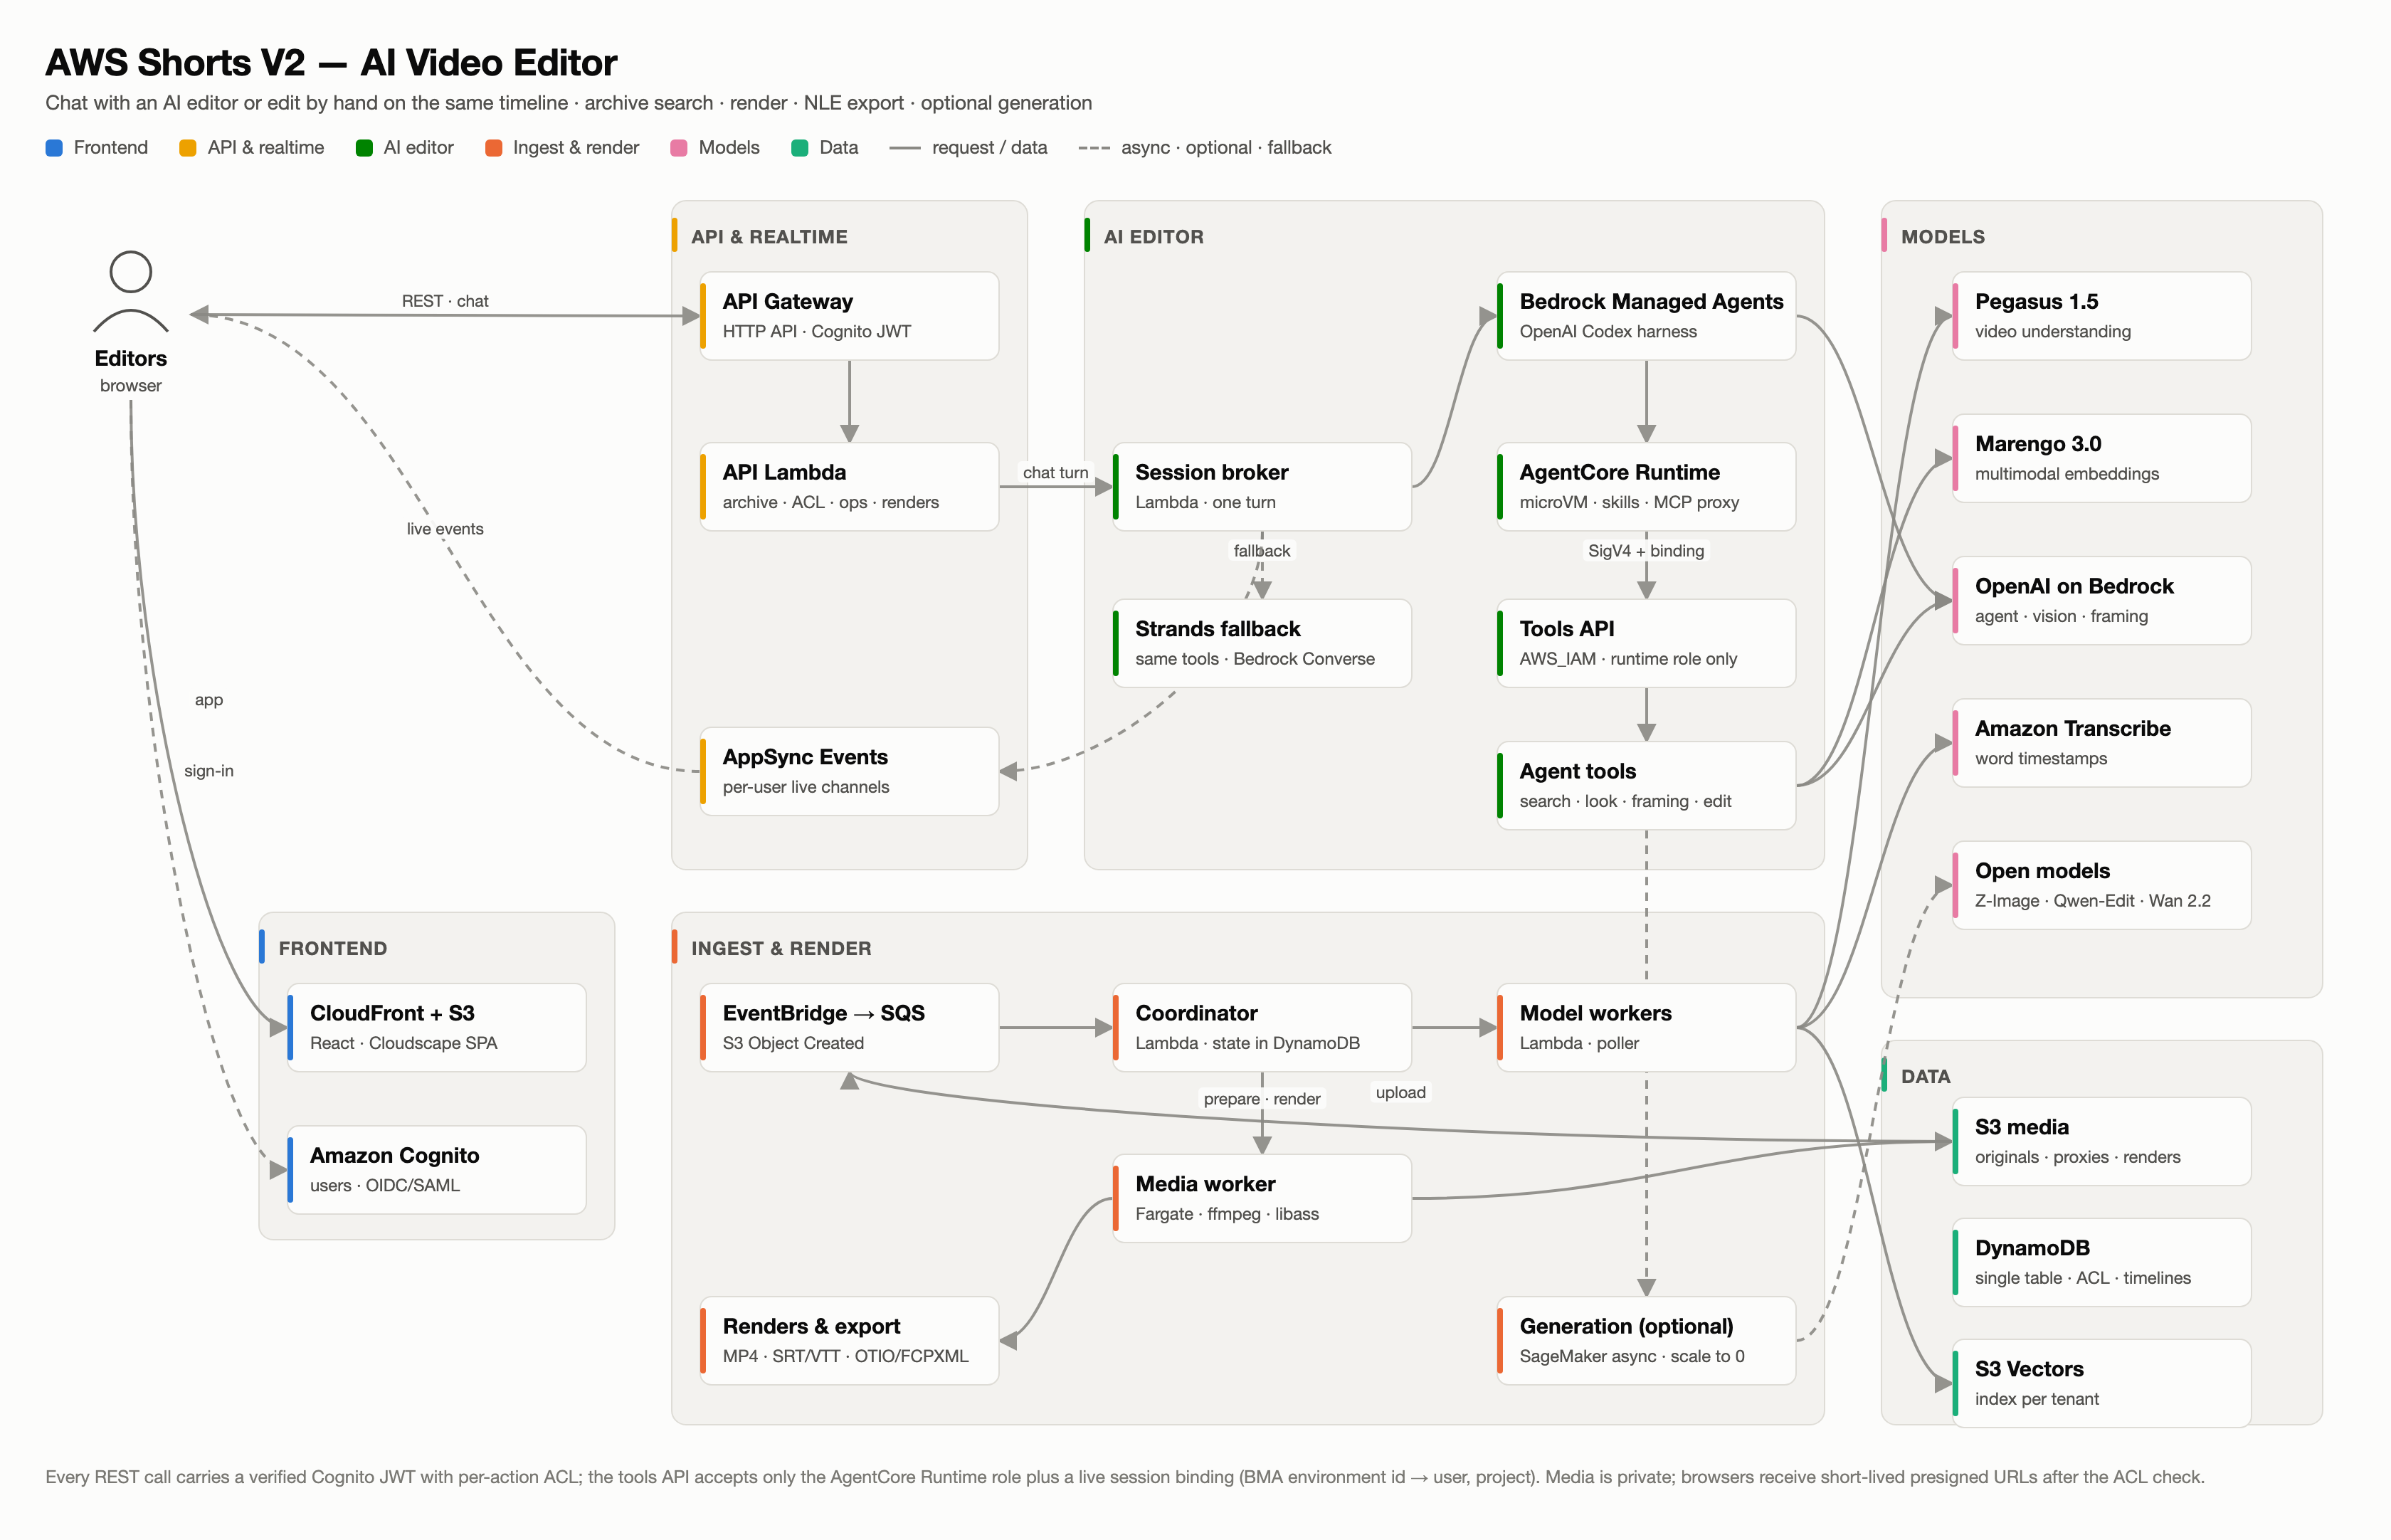 AWS Shorts V2 — AI Video Editor
Chat with an AI editor or edit by hand on the same timeline · archive search · render · NLE export · optional generation
Frontend
API & realtime
AI editor
Ingest & render
Models
Data
request / data
async · optional · fallback
Editors
browser
REST · chat
live events
app
sign-in
API & REALTIME
API Gateway
HTTP API · Cognito JWT
API Lambda
archive · ACL · ops · renders
AppSync Events
per-user live channels
chat turn
AI EDITOR
Session broker
Lambda · one turn
fallback
Strands fallback
same tools · Bedrock Converse
Bedrock Managed Agents
OpenAI Codex harness
AgentCore Runtime
microVM · skills · MCP proxy
SigV4 + binding
Tools API
AWS_IAM · runtime role only
Agent tools
search · look · framing · edit
MODELS
Pegasus 1.5
video understanding
Marengo 3.0
multimodal embeddings
OpenAI on Bedrock
agent · vision · framing
Amazon Transcribe
word timestamps
Open models
Z-Image · Qwen-Edit · Wan 2.2
FRONTEND
CloudFront + S3
React · Cloudscape SPA
Amazon Cognito
users · OIDC/SAML
INGEST & RENDER
EventBridge → SQS
S3 Object Created
Coordinator
Lambda · state in DynamoDB
Model workers
Lambda · poller
prepare · render
upload
Media worker
Fargate · ffmpeg · libass
Renders & export
MP4 · SRT/VTT · OTIO/FCPXML
Generation (optional)
SageMaker async · scale to 0
DATA
S3 media
originals · proxies · renders
DynamoDB
single table · ACL · timelines
S3 Vectors
index per tenant
Every REST call carries a verified Cognito JWT with per-action ACL; the tools API accepts only the AgentCore Runtime role plus a live session binding (BMA environment id → user, project). Media is private; browsers receive short-lived presigned URLs after the ACL check.